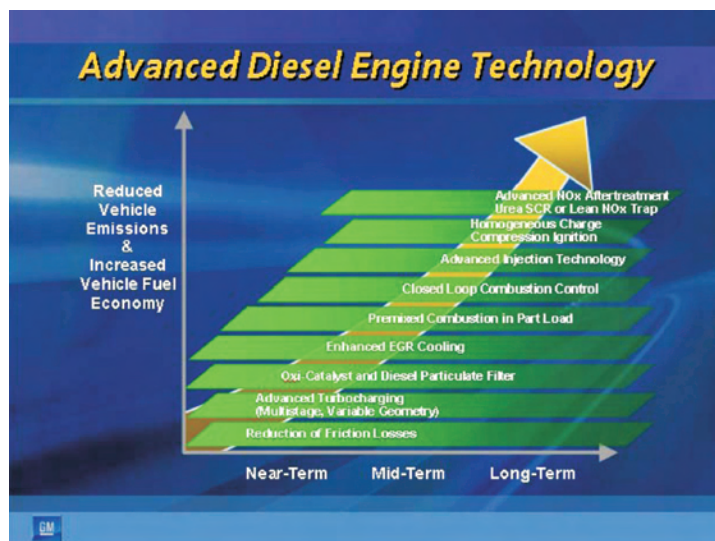 Advanced Diesel Engine Technology
Reduced
Vehicle
Emissions
&
Increased
Vehicle Fuel
Economy
Advanced NOx Aftertreatment
Urea SCR or Lean NOx Trap
Homogeneous Charge
Compression Ignition
Advanced Injection Technology
Closed Loop Combustion Control
Premixed Combustion in Part Load
Enhanced EGR Cooling
Oxi-Catalyst and Diesel Particulate Filter
Advanced Turbocharging
(Multistage, Variable Geometry)
Reduction of Friction Losses
Near-Term Mid-Term Long-Term
GM